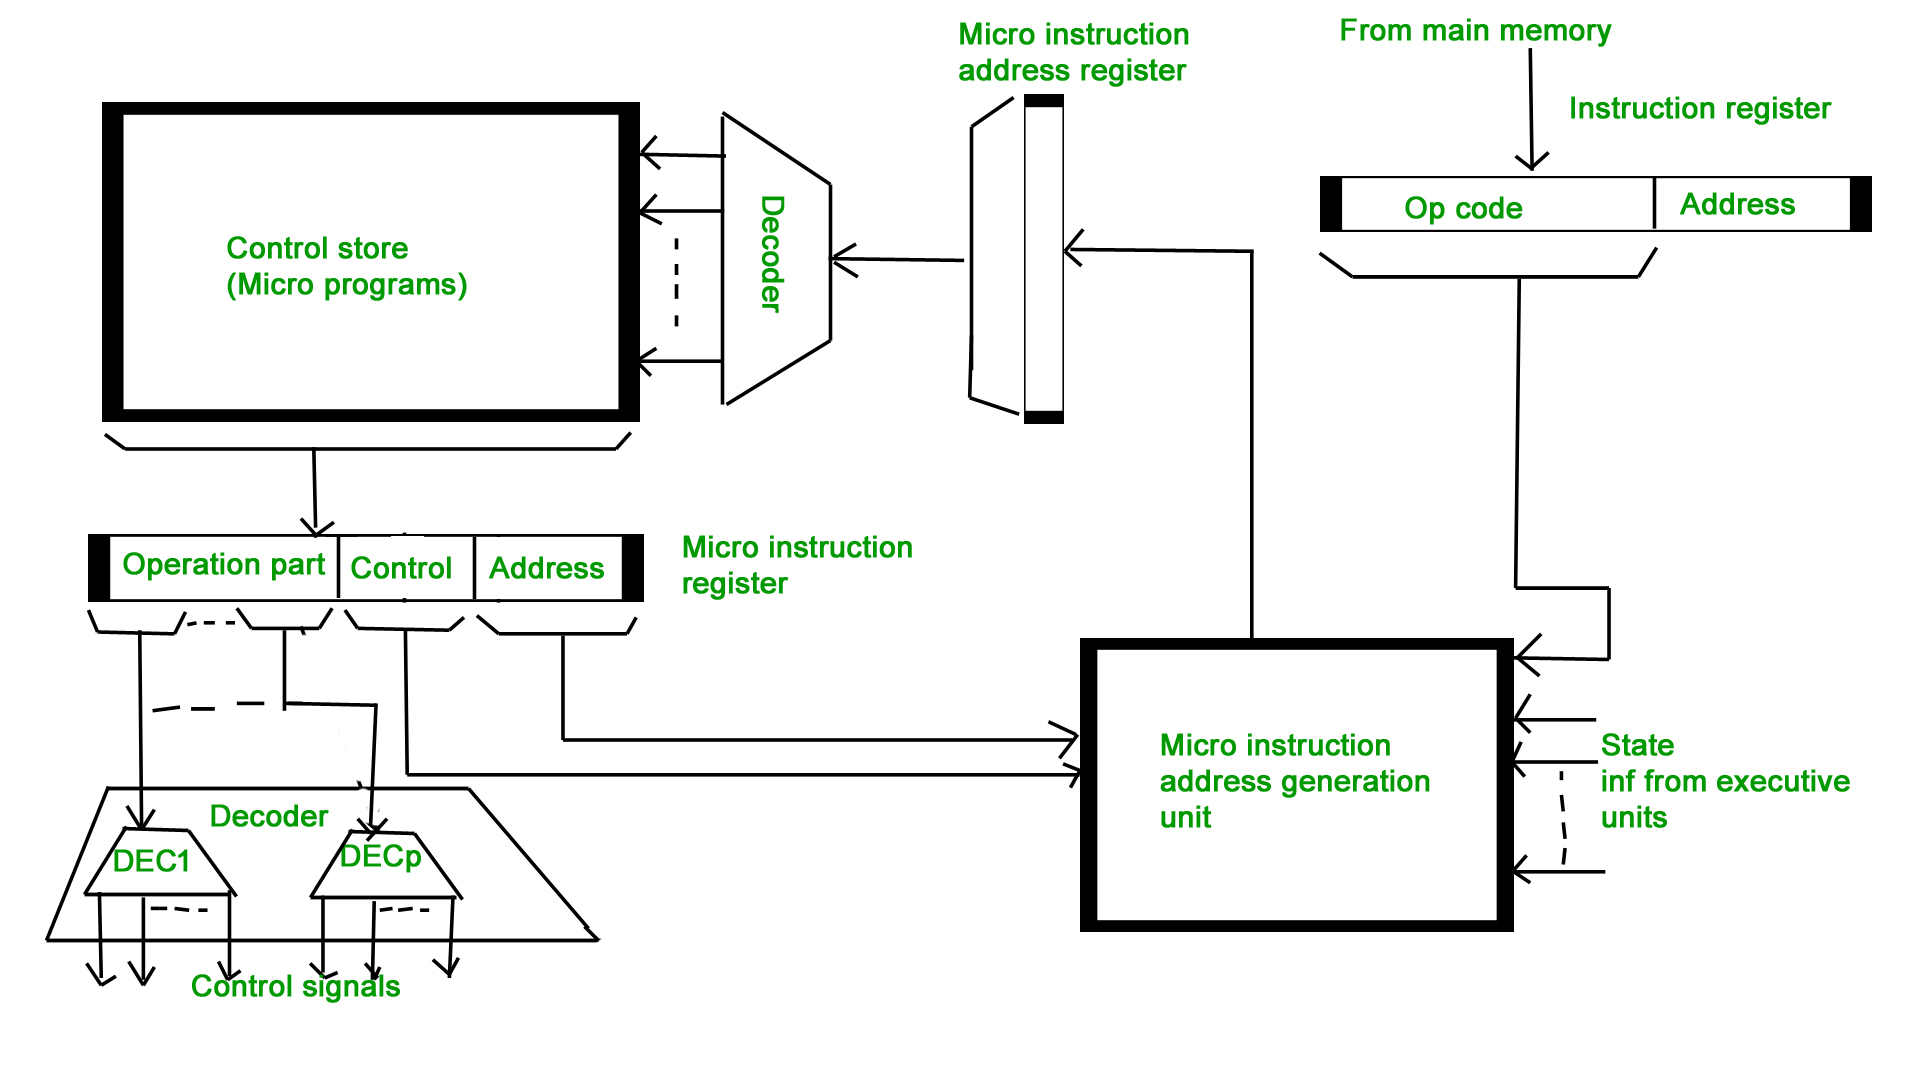 From main memory
Micro instruction
address register
Instruction register
Op code
Address
Control store
(Micro programs)
Decoder
Micro instruction
register
Operation part
Control
Address
Micro instruction
address generation
unit
State
inf from executive
units
Decoder
DEC1
DECp
Control signals